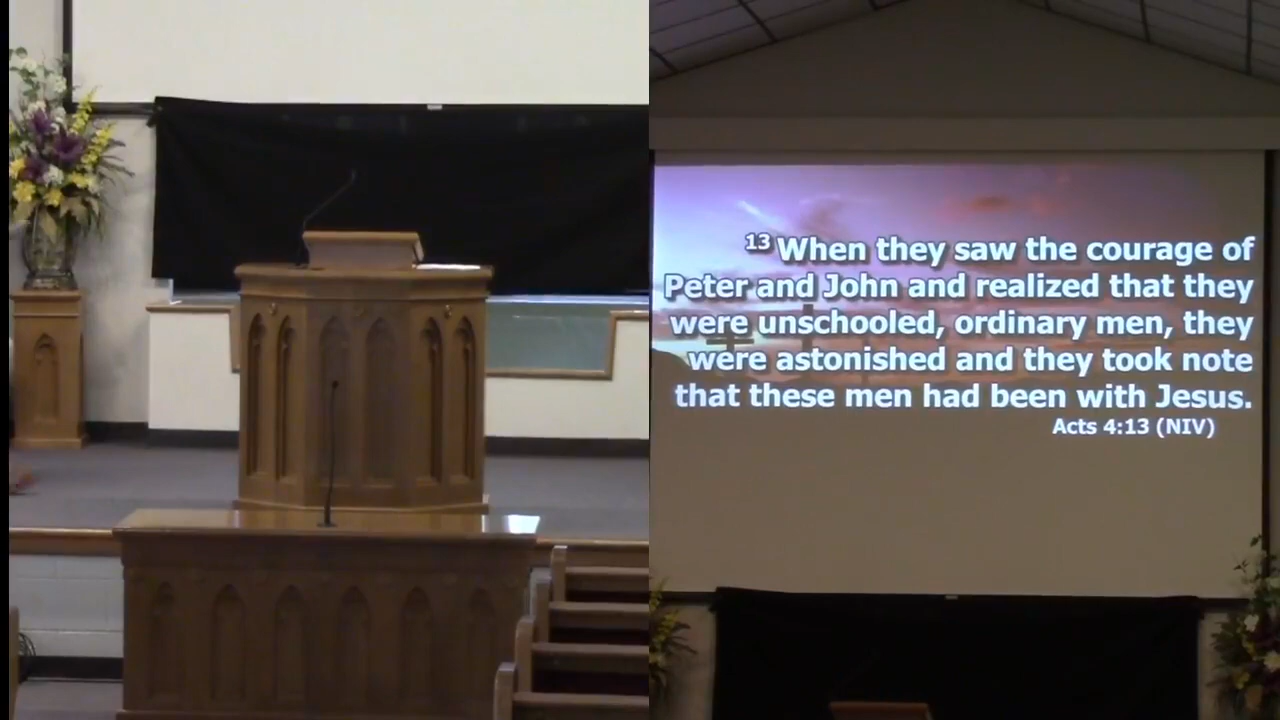 13 When they saw the courage of
Peter and John and realized that they
were unschooled, ordinary men, they
were astonished and they took note
that these men had been with Jesus.
Acts 4:13 (NIV)